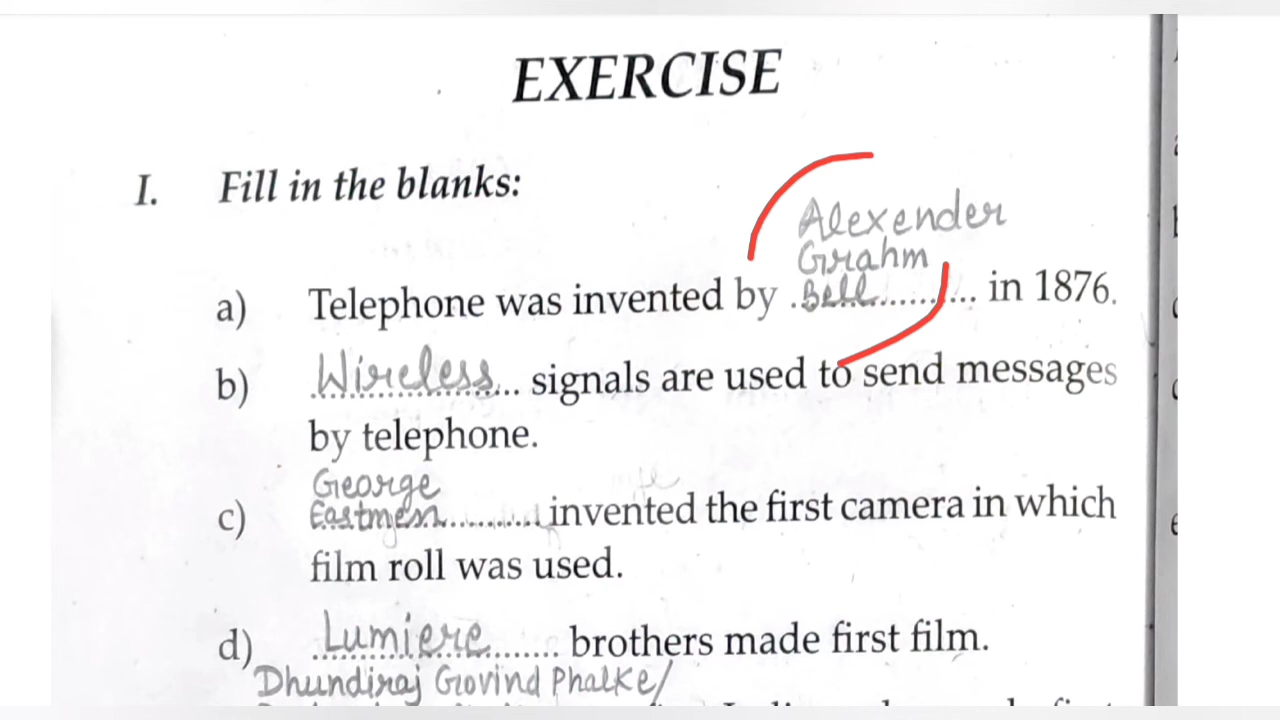 EXERCISE
I. Fill in the blanks:
Alexender
Grahm
a) Telephone was invented by .Bell............. in 1876.
b) Wireless... signals are used to send messages
by telephone.
George
c) Eastmen........... invented the first camera in which
film roll was used.
d) Lumiere....... brothers made first film.
Dhundiraj Govind Phalke/